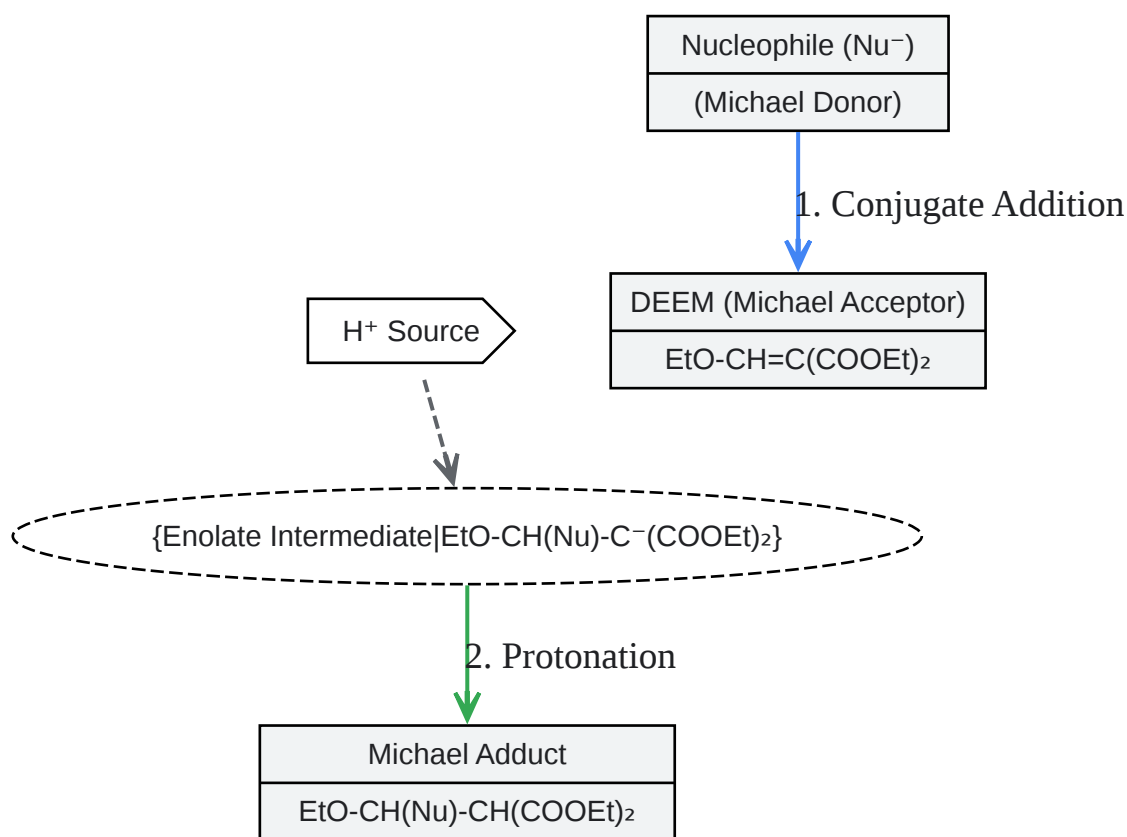 Nucleophile (Nu⁻)
(Michael Donor)
1. Conjugate Addition
DEEM (Michael Acceptor)
EtO-CH=C(COOEt)₂
H⁺ Source
{Enolate Intermediate|EtO-CH(Nu)-C⁻(COOEt)₂}
2. Protonation
Michael Adduct
EtO-CH(Nu)-CH(COOEt)₂